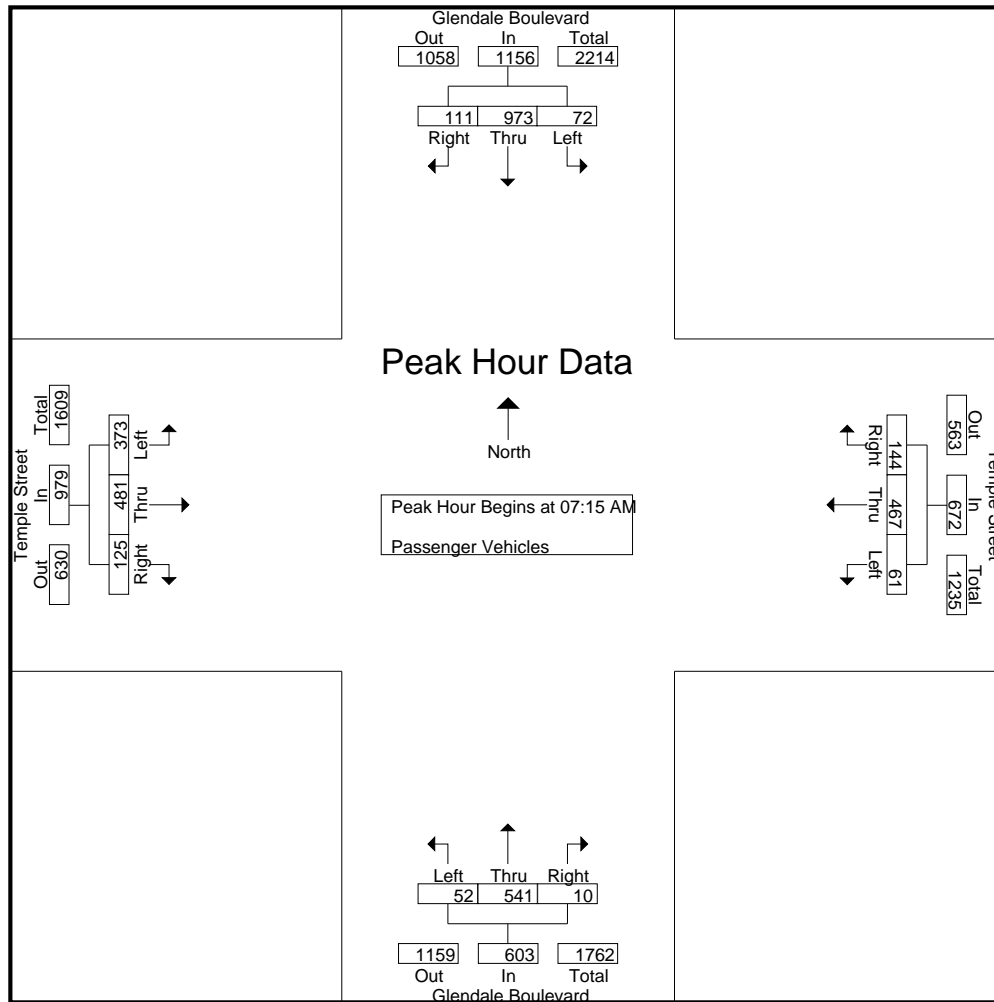 Glendale Boulevard
Out In Total
1058 1156 2214
111 973 72
Right Thru Left
Peak Hour Data
North
Peak Hour Begins at 07:15 AM
Passenger Vehicles
Temple Street
Total In Out
1609 979 630
373 481 125
Left Thru Right
Right Thru Left
144 467 61
563 672 1235
Out In Total
Temple Street
Left Thru Right
52 541 10
1159 603 1762
Out In Total
Glendale Boulevard